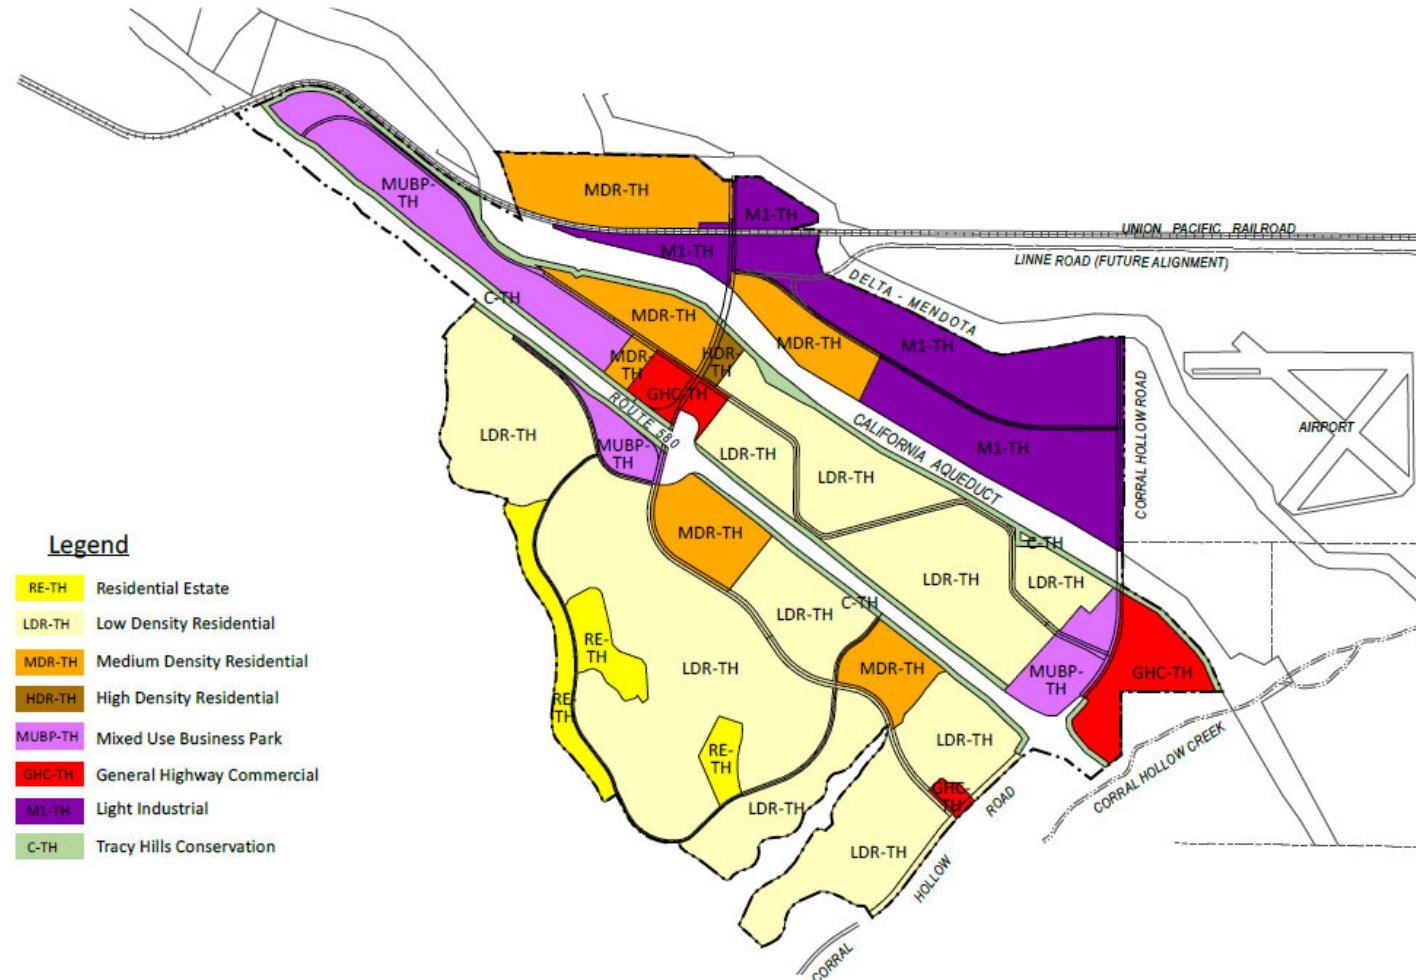 MUBP-
TH
MDR-TH
M1-TH
M1-TH
UNION PACIFIC RAILROAD
LINNE ROAD (FUTURE ALIGNMENT)
DELTA - MENDOTA
C-TH
MDR-TH
MDR-TH
M1-TH
MDR-
TH
HDR-
TH
GHC-TH
ROUTE 580
CALIFORNIA AQUEDUCT
CORRAL HOLLOW ROAD
AIRPORT
LDR-TH
MUBP-
TH
LDR-TH
LDR-TH
M1-TH
MDR-TH
C-TH
LDR-TH
LDR-TH
LDR-TH
C-TH
RE-
TH
LDR-TH
MDR-TH
MUBP-
TH
GHC-TH
RE-
TH
RE-
TH
LDR-TH
LDR-TH
GHC-
TH
LDR-TH
CORRAL HOLLOW CREEK
CORRAL
HOLLOW
ROAD
Legend
RE-TH Residential Estate
LDR-TH Low Density Residential
MDR-TH Medium Density Residential
HDR-TH High Density Residential
MUBP-TH Mixed Use Business Park
GHC-TH General Highway Commercial
M1-TH Light Industrial
C-TH Tracy Hills Conservation